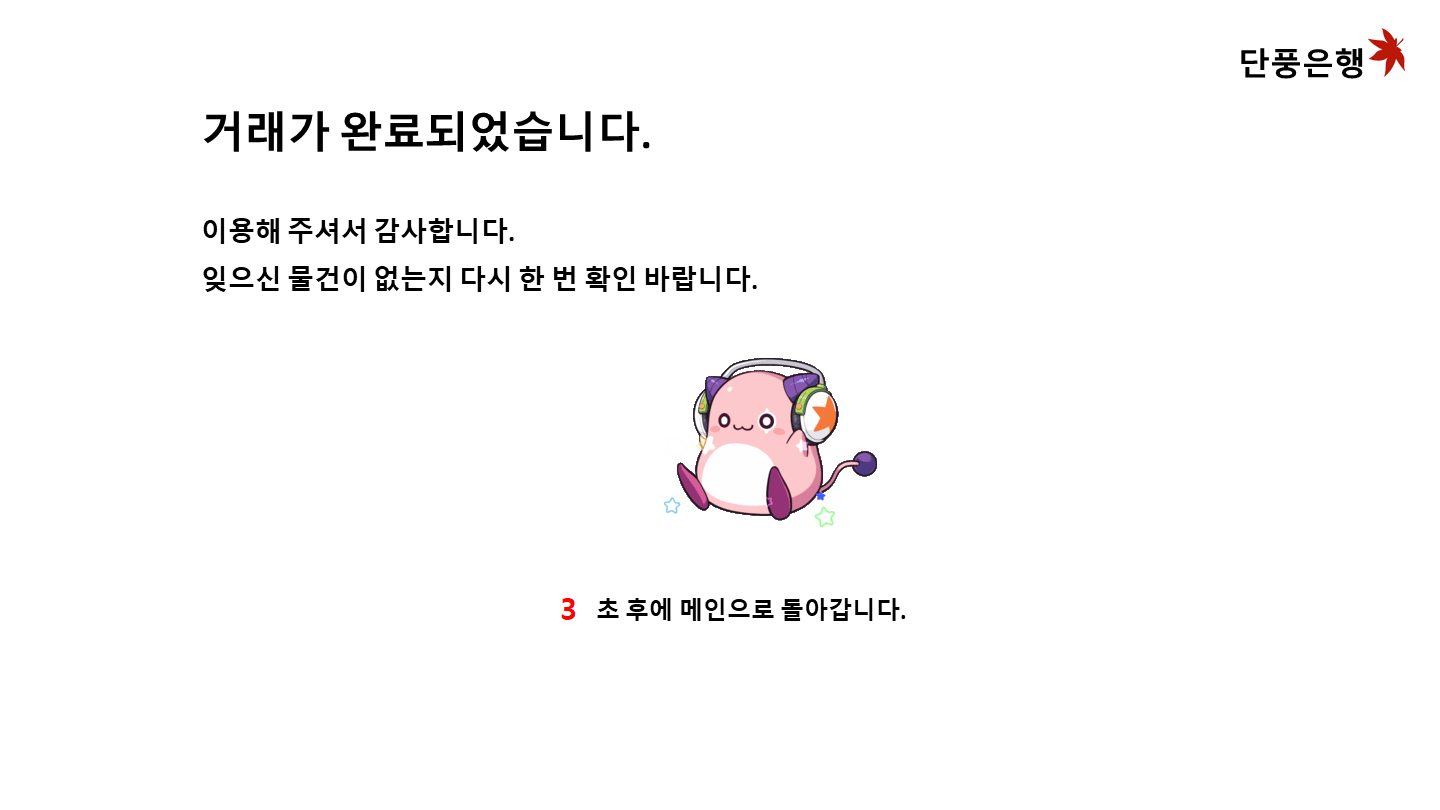 단풍은행
거래가 완료되었습니다.
이용해 주셔서 감사합니다.
잊으신 물건이 없는지 다시 한 번 확인 바랍니다.
3 초 후에 메인으로 돌아갑니다.